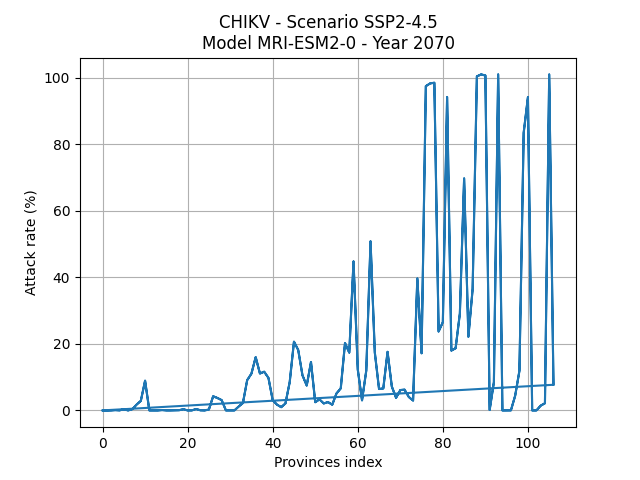 CHIKV - Scenario SSP2-4.5
Model MRI-ESM2-0 - Year 2070
100
80
60
40
20
0
Attack rate (%)
0 20 40 60 80 100
Provinces index